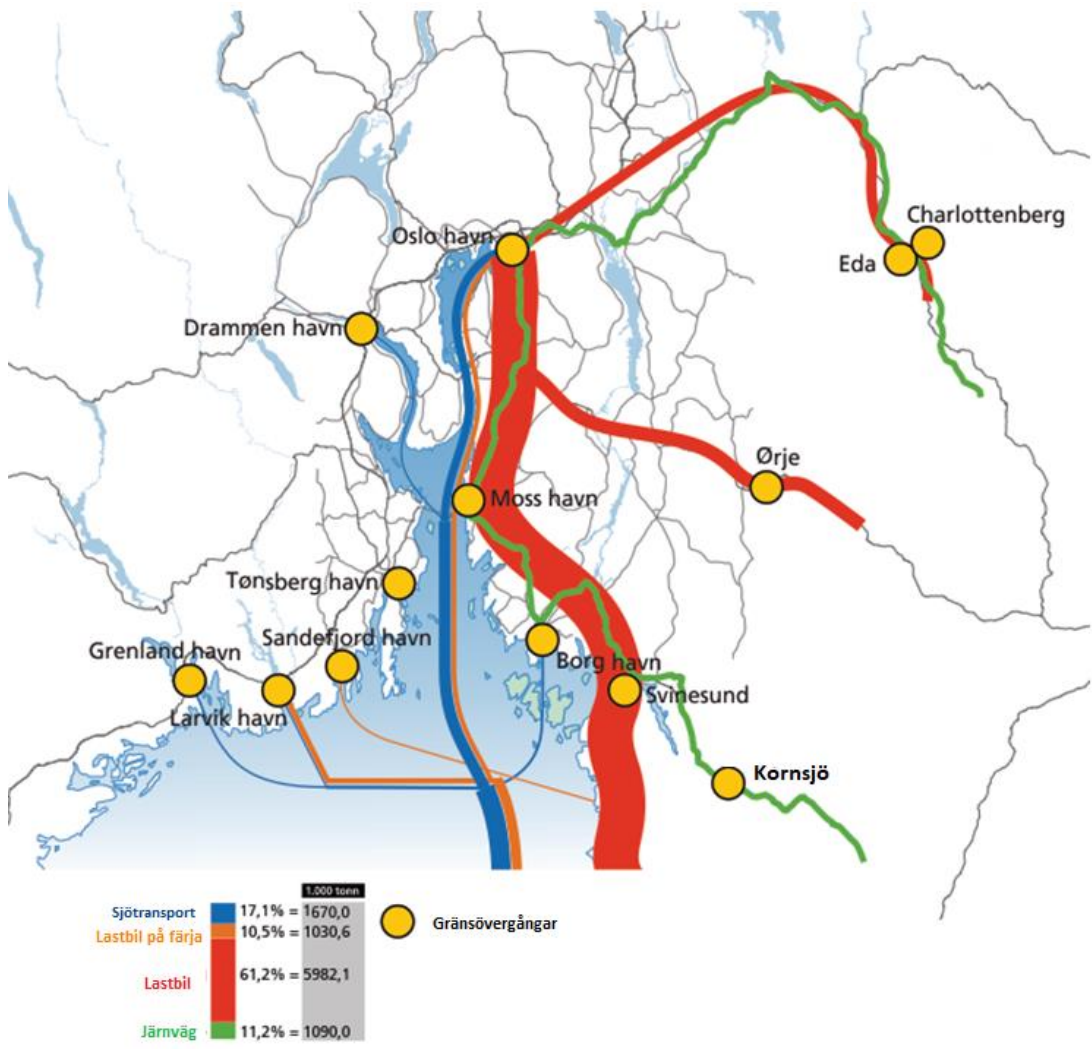 Charlottenberg
Oslo havn
Eda
Drammen havn
Ørje
Moss havn
Tønsberg havn
Sandefjord havn
Grenland havn
Borg havn
Svinesund
Larvik havn
Kornsjö
1.000 tonn
Sjötransport 17,1% = 1670,0
Gränsövergångar
Lastbil på färja 10,5% = 1030,6
Lastbil 61,2% = 5982,1
Järnväg 11,2% = 1090,0